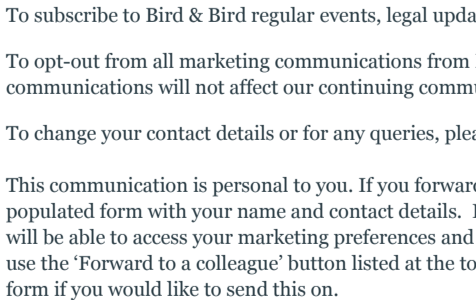 To subscribe to Bird & Bird regular events, legal upda
To opt-out from all marketing communications from
communications will not affect our continuing commu
To change your contact details or for any queries, plea
This communication is personal to you. If you forward
populated form with your name and contact details.
will be able to access your marketing preferences and
use the ‘Forward to a colleague’ button listed at the to
form if you would like to send this on.